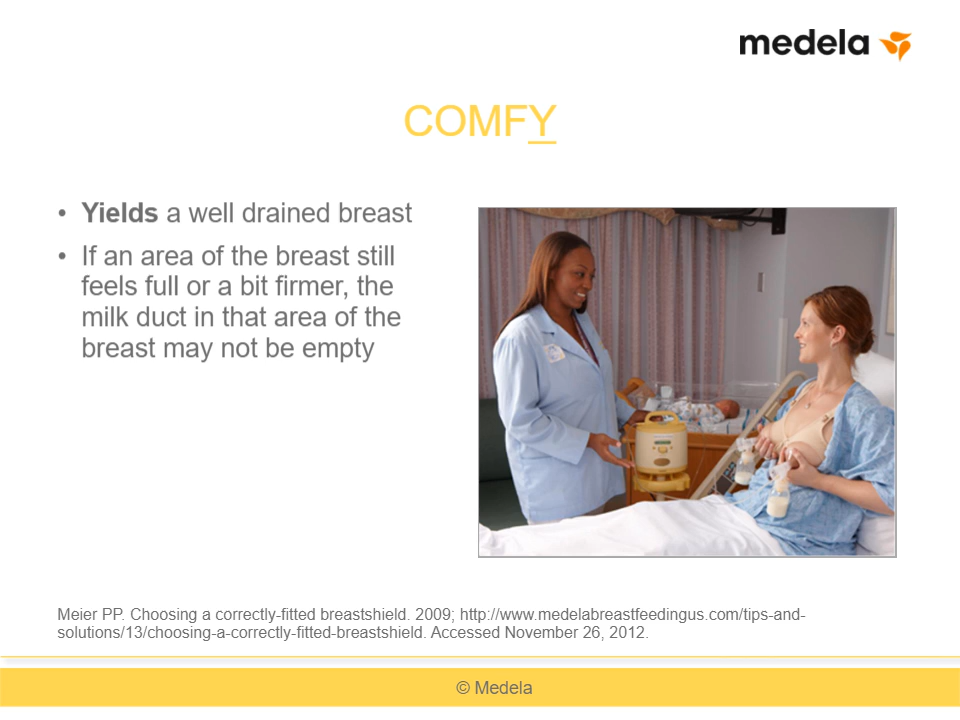 medela
COMFY
• Yields a well drained breast
• If an area of the breast still
feels full or a bit firmer, the
milk duct in that area of the
breast may not be empty
Meier PP. Choosing a correctly-fitted breastshield. 2009; http://www.medelabreastfeedingus.com/tips-and-
solutions/13/choosing-a-correctly-fitted-breastshield. Accessed November 26, 2012.
© Medela